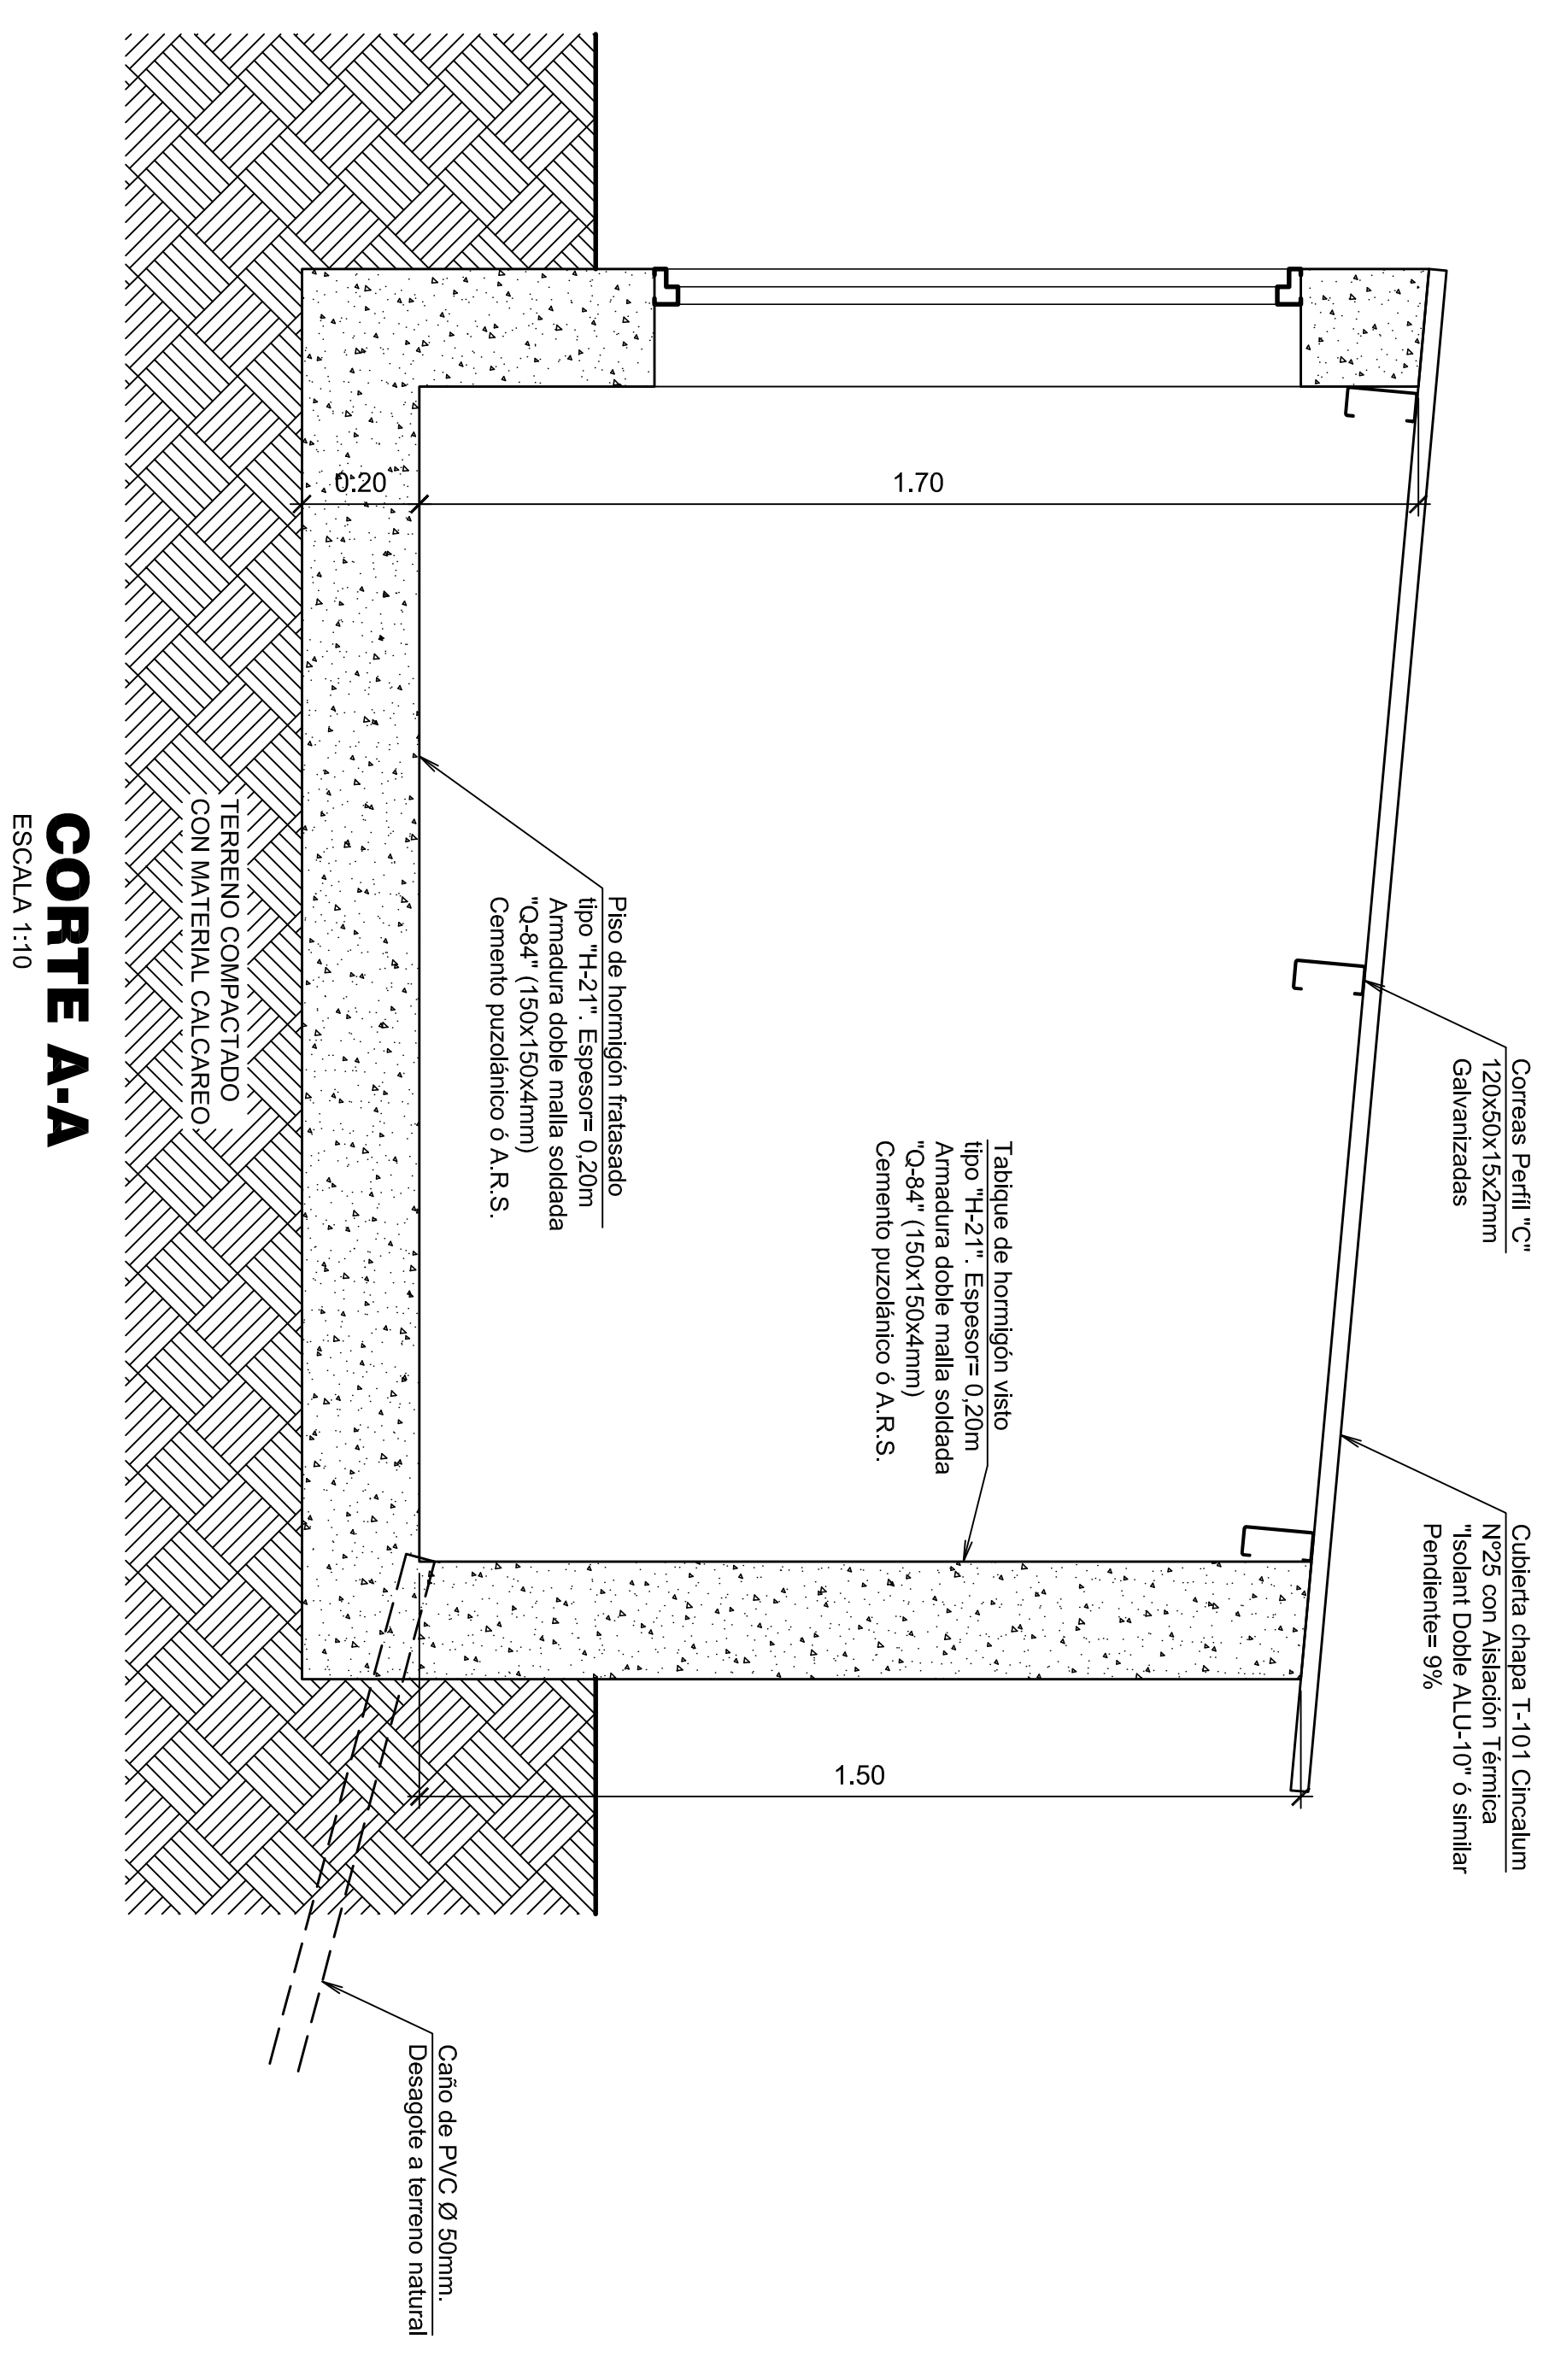 Correas Perfíl "C"
120x50x15x2mm
Galvanizadas
Cubierta chapa T-101 Cincalum
Nº25 con Aislación Térmica
"Isolant Doble ALU-10" ó similar
Pendiente= 9%
Tabique de hormigón visto
tipo "H-21". Espesor= 0,20m
Armadura doble malla soldada
"Q-84" (150x150x4mm)
Cemento puzolánico ó A.R.S.
1.70
1.50
Piso de hormigón fratasado
tipo "H-21". Espesor= 0,20m
Armadura doble malla soldada
"Q-84" (150x150x4mm)
Cemento puzolánico ó A.R.S.
0.20
Caño de PVC Ø 50mm.
Desagote a terreno natural
TERRENO COMPACTADO
CON MATERIAL CALCAREO
CORTE A-A
ESCALA 1:10